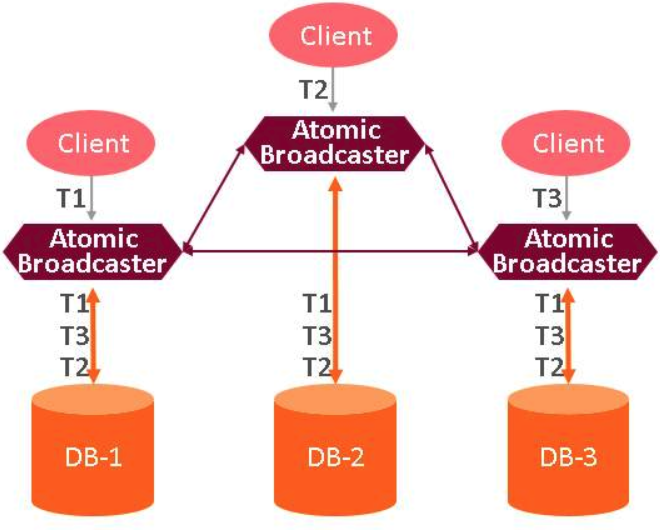 Client
T2
Atomic
Broadcaster
Client
T1
Atomic
Broadcaster
Client
T3
Atomic
Broadcaster
T1
T3
T2
T1
T3
T2
T1
T3
T2
DB-1
DB-2
DB-3